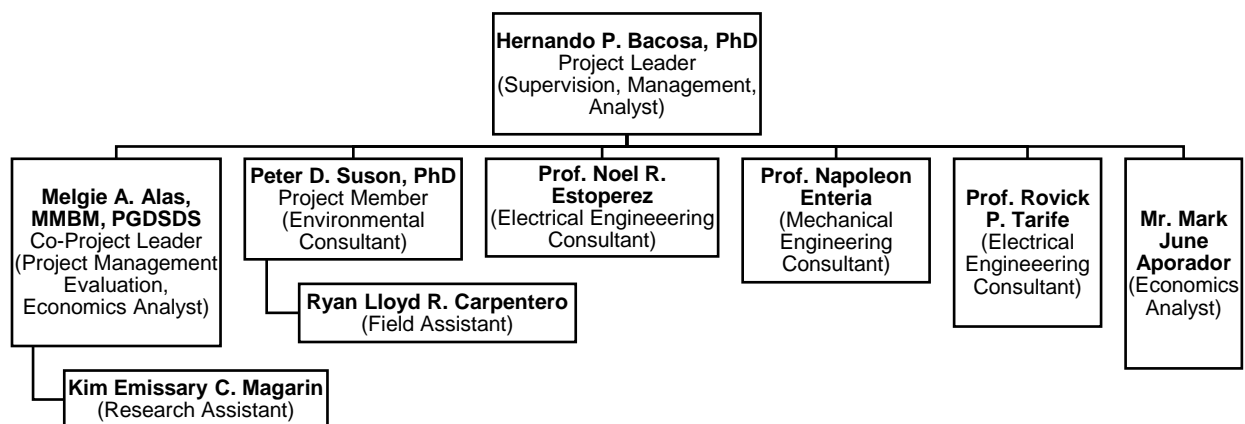 Hernando P. Bacosa, PhD
Project Leader
(Supervision, Management,
Analyst)
Melgie A. Alas,
MMBM, PGDSDS
Co-Project Leader
(Project Management
Evaluation,
Economics Analyst)
Peter D. Suson, PhD
Project Member
(Environmental
Consultant)
Prof. Noel R.
Estoperez
(Electrical Engineeering
Consultant)
Prof. Napoleon
Enteria
(Mechanical
Engineering
Consultant)
Prof. Rovick
P. Tarife
(Electrical
Engineeering
Consultant)
Mr. Mark
June
Aporador
(Economics
Analyst)
Ryan Lloyd R. Carpentero
(Field Assistant)
Kim Emissary C. Magarin
(Research Assistant)